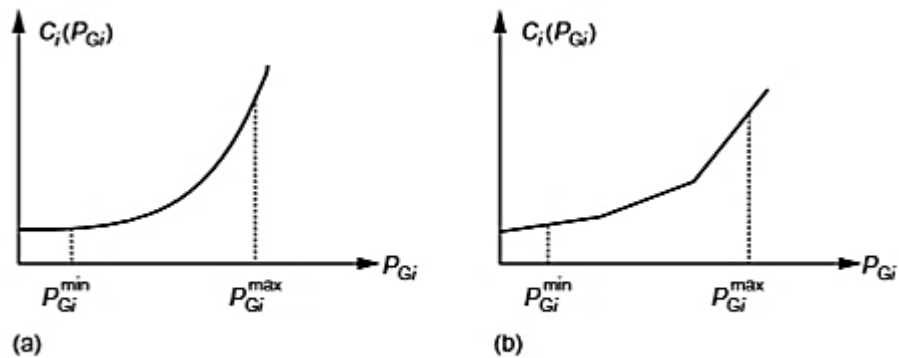 C_i(P_Gi)
P_Gi
P_Gi^min
P_Gi^max
(a)
C_i(P_Gi)
P_Gi
P_Gi^min
P_Gi^max
(b)